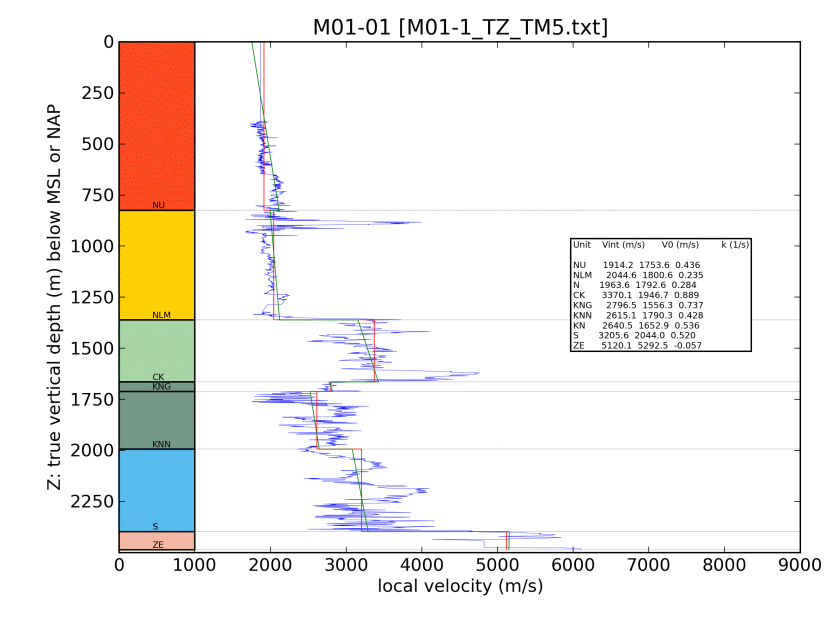 M01-01 [M01-1_TZ_TM5.txt]
Z: true vertical depth (m) below MSL or NAP
0
250
500
750
1000
1250
1500
1750
2000
2250
NU
NLM
CK
KNG
KNN
S
ZE
Unit Vint (m/s) V0 (m/s) k (1/s)
NU 1914.2 1753.6 0.436
NLM 2044.6 1800.6 0.235
N 1963.6 1792.6 0.284
CK 3370.1 1946.7 0.889
KNG 2796.5 1556.3 0.737
KNN 2615.1 1790.3 0.428
KN 2640.5 1652.9 0.536
S 3205.6 2044.0 0.520
ZE 5120.1 5292.5 -0.057
0 1000 2000 3000 4000 5000 6000 7000 8000 9000
local velocity (m/s)